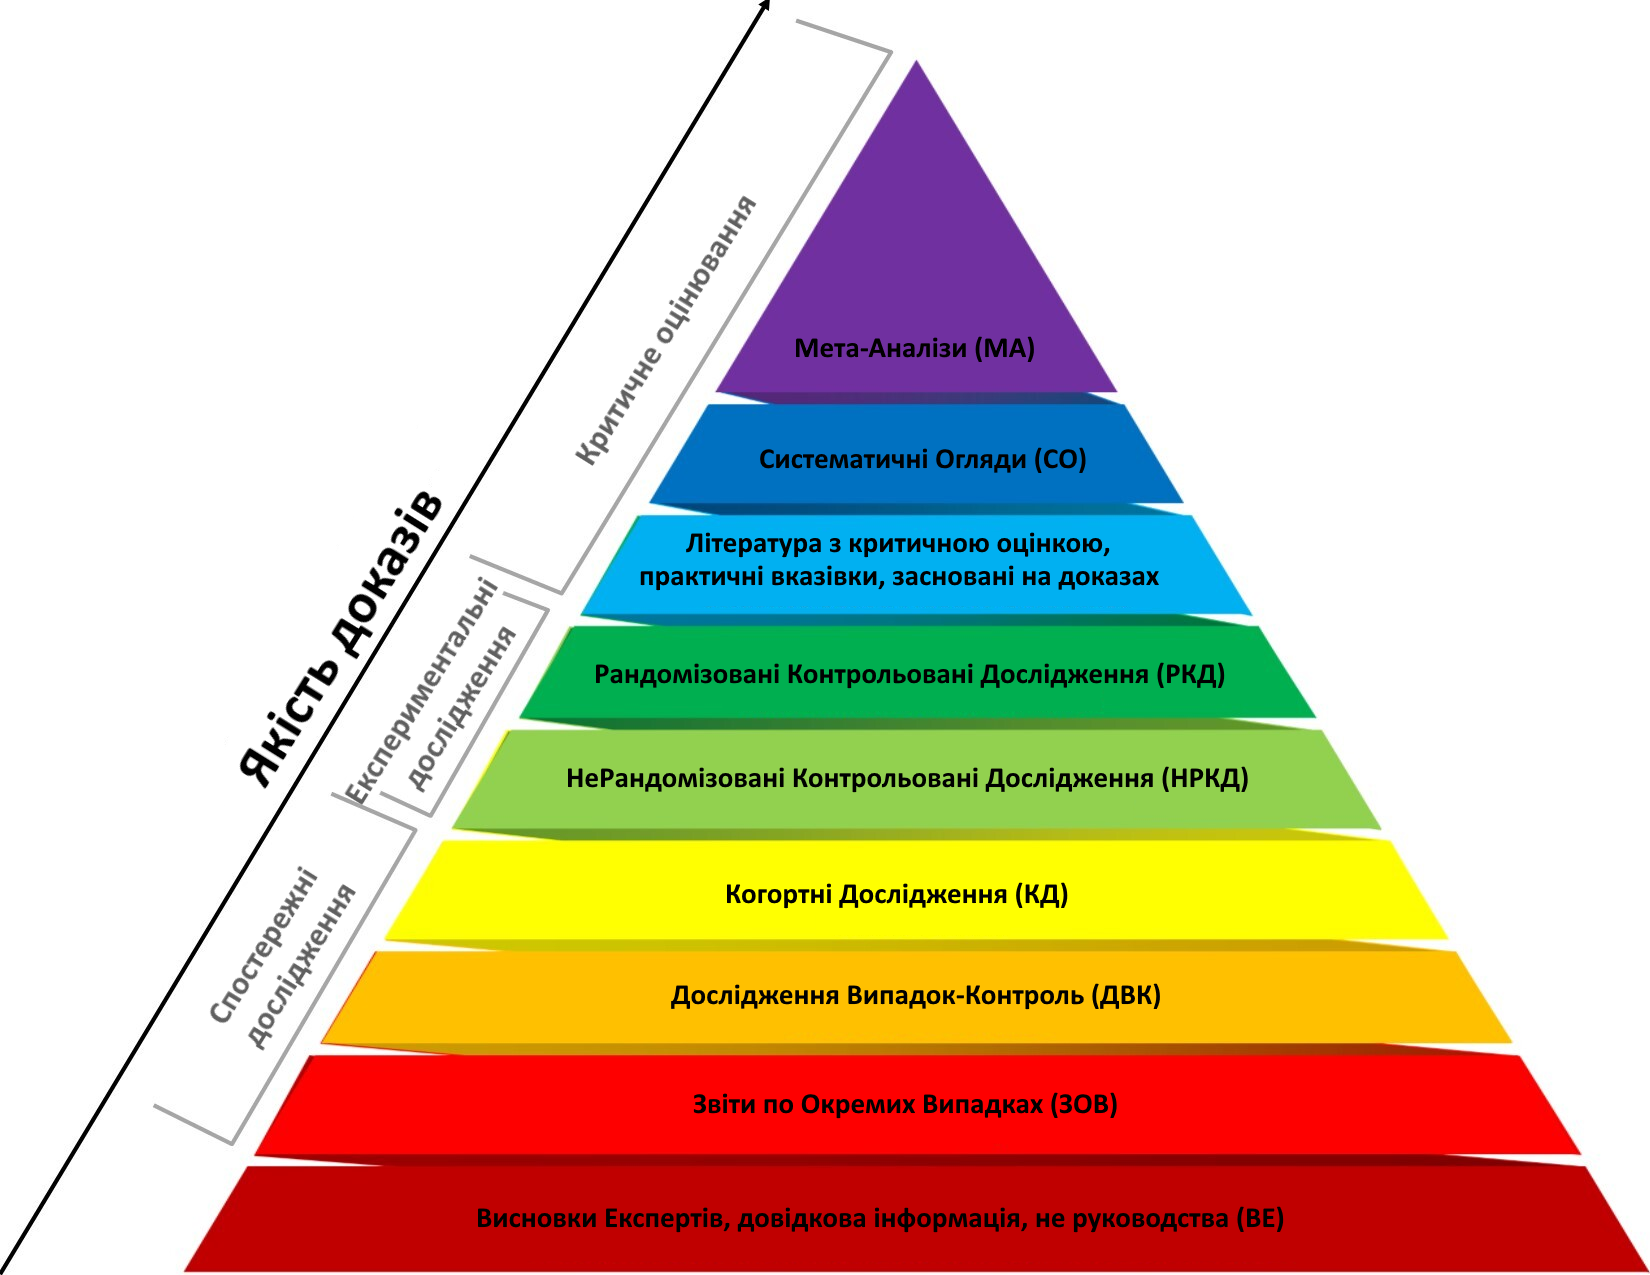 Якість доказів
Критичне оцінювання
Експериментальні
дослідження
Спостережні
дослідження
Мета-Анализи (МА)
Систематичні Огляди (СО)
Література з критичною оцінкою,
практичні вказівки, засновані на доказах
Рандомізовані Контрольовані Дослідження (РКД)
НеРандомізовані Контрольовані Дослідження (НРКД)
Когортні Дослідження (КД)
Дослідження Випадок-Контроль (ДВК)
Звіти по Окремих Випадках (ЗОВ)
Висновки Експертів, довідкова інформація, не руководства (ВЕ)